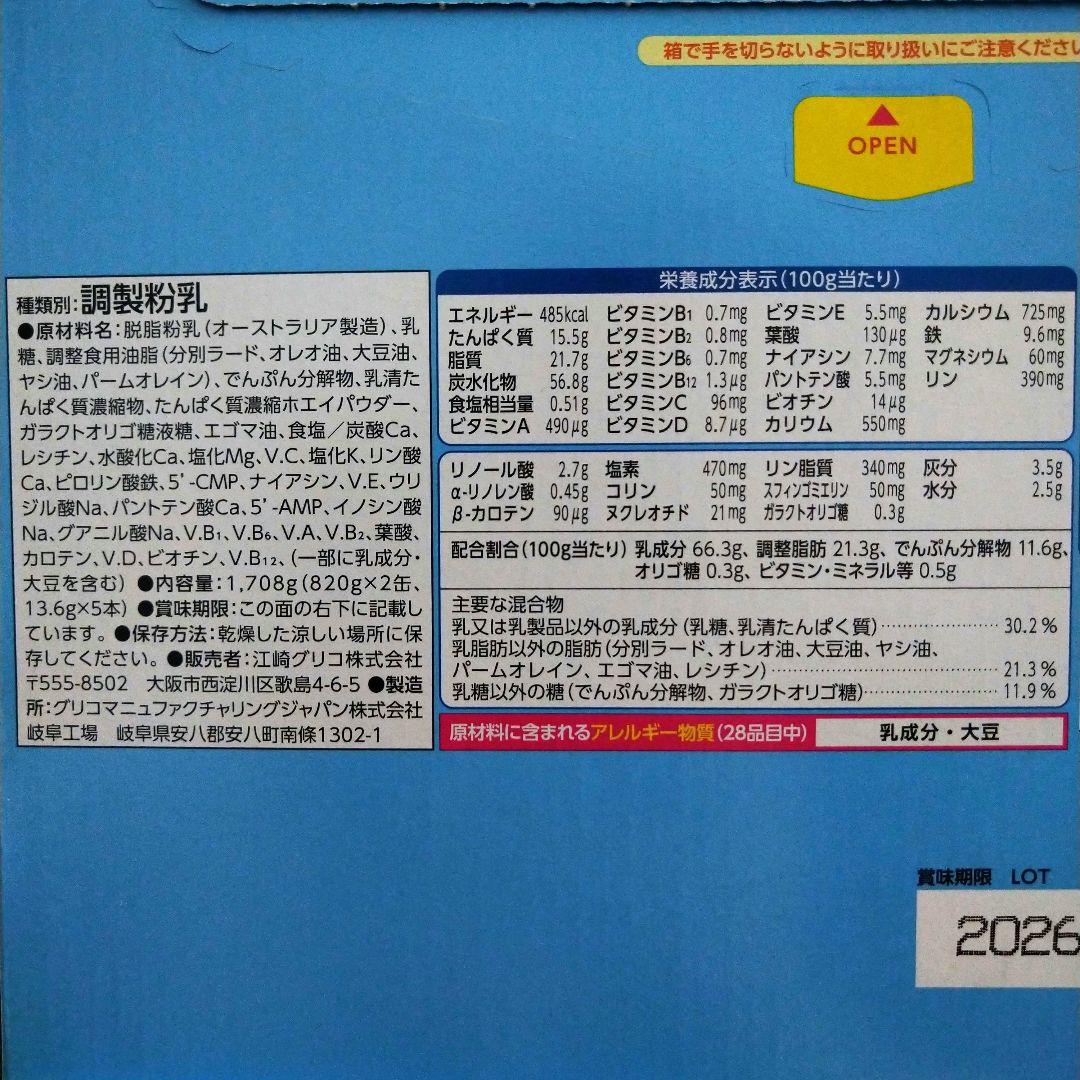 箱で手を切らないように取り扱いにご注意ください
OPEN
種類別:調製粉乳
●原材料名:脱脂粉乳(オーストラリア製造)、乳
糖、調整食用油脂(分別ラード、オレオ油、大豆油、
ヤシ油、パームオレイン)、でんぷん分解物、乳清た
んぱく質濃縮物、たんぱく質濃縮ホエイパウダー、
ガラクトオリゴ糖液糖、エゴマ油、食塩/炭酸Ca、
レシチン、水酸化Ca、塩化Mg、V.C、塩化K、リン酸
Ca、ピロリン酸鉄、5'-CMP、ナイアシン、V.E、ウリ
ジル酸Na、パントテン酸Ca、5'-AMP、イノシン酸
Na、グアニル酸Na、V.B1、V.B6、V.A、V.B2、葉酸、
カロテン、V.D、ビオチン、V.B12、(一部に乳成分・
大豆を含む) ●内容量:1,708g(820g×2缶、
13.6g×5本) ●賞味期限:この面の右下に記載し
ています。●保存方法:乾燥した涼しい場所に保
存してください。●販売者:江崎グリコ株式会社
〒555-8502 大阪市西淀川区歌島4-6-5 ●製造
所:グリコマニュファクチャリングジャパン株式会社
岐阜工場 岐阜県安八郡安八町南條1302-1
栄養成分表示(100g当たり)
エネルギー 485kcal ビタミンB1 0.7mg ビタミンE 5.5mg カルシウム 725mg
たんぱく質 15.5g ビタミンB2 0.8mg 葉酸 130μg 鉄 9.6mg
脂質 21.7g ビタミンB6 0.7mg ナイアシン 7.7mg マグネシウム 60mg
炭水化物 56.8g ビタミンB12 1.3μg パントテン酸 5.5mg リン 390mg
食塩相当量 0.51g ビタミンC 96mg ビオチン 14μg
ビタミンA 490μg ビタミンD 8.7μg カリウム 550mg
リノール酸 2.7g 塩素 470mg リン脂質 340mg 灰分 3.5g
α-リノレン酸 0.45g コリン 50mg スフィンゴミエリン 50mg 水分 2.5g
β-カロテン 90μg ヌクレオチド 21mg ガラクトオリゴ糖 0.3g
配合割合(100g当たり) 乳成分 66.3g、調整脂肪 21.3g、でんぷん分解物 11.6g、
オリゴ糖 0.3g、ビタミン・ミネラル等 0.5g
主要な混合物
乳又は乳製品以外の乳成分(乳糖、乳清たんぱく質)……………… 30.2%
乳脂肪以外の脂肪(分別ラード、オレオ油、大豆油、ヤシ油、
パームオレイン、エゴマ油、レシチン)……………………………… 21.3%
乳糖以外の糖(でんぷん分解物、ガラクトオリゴ糖)………………… 11.9%
原材料に含まれるアレルギー物質(28品目中) 乳成分・大豆
賞味期限 LOT
2026